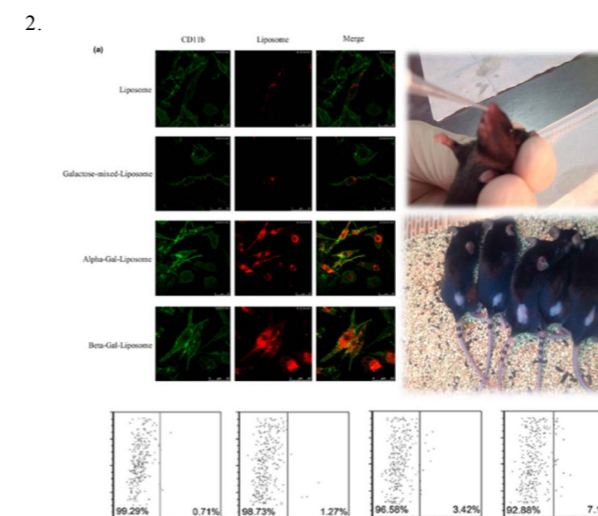 2.
(a)
CD11b Liposome Merge
Liposome
Galactose-mixed-Liposome
Alpha-Gal-Liposome
Beta-Gal-Liposome
99.29% 0.71% 98.73% 1.27% 96.58% 3.42% 92.88%